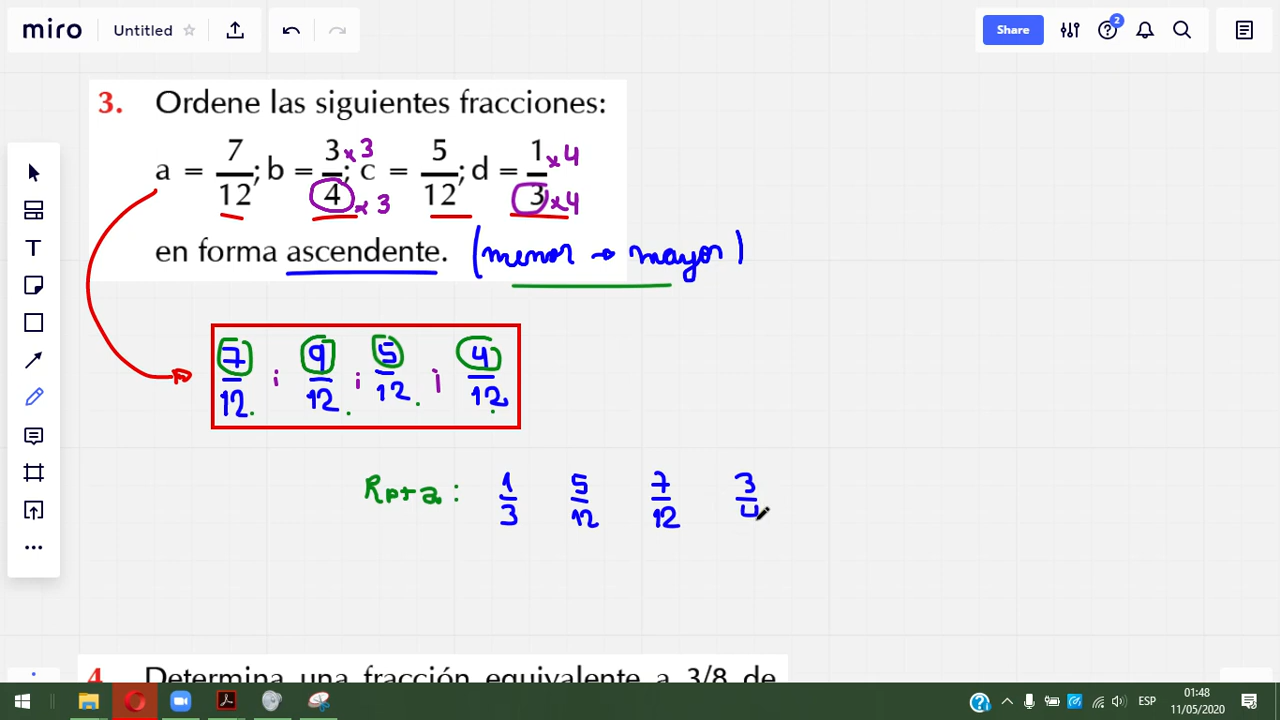 miro Untitled Share 2
3. Ordene las siguientes fracciones:
a = 7/12; b = 3/4; c = 5/12; d = 1/3
x 3 x 3 x 4 x 4
en forma ascendente. (menor → mayor)
7/12 ; 9/12 ; 5/12 ; 4/12
Rpta: 1/3 5/12 7/12 3/4
4. Determina una fracción equivalente a 3/8 de
ESP 01:48
11/05/2020